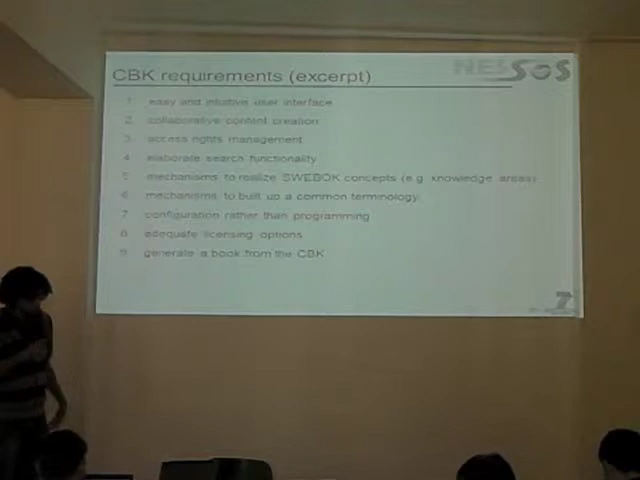 NESSOS
CBK requirements (excerpt)
1 easy and intuitive user interface
2 collaborative content creation
3 access rights management
4 elaborate search functionality
5 mechanisms to realize SWEBOK concepts (e.g. knowledge areas)
6 mechanisms to built up a common terminology
7 configuration rather than programming
8 adequate licensing options
9 generate a book from the CBK